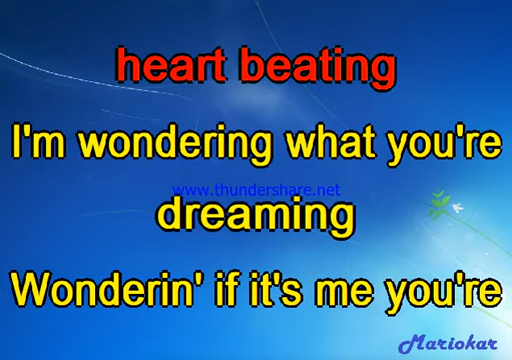 heart beating
I'm wondering what you're
www.thundershare.net
dreaming
Wonderin' if it's me you're
Mariokar